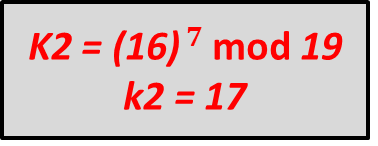 K2 = (16)⁷ mod 19
k2 = 17